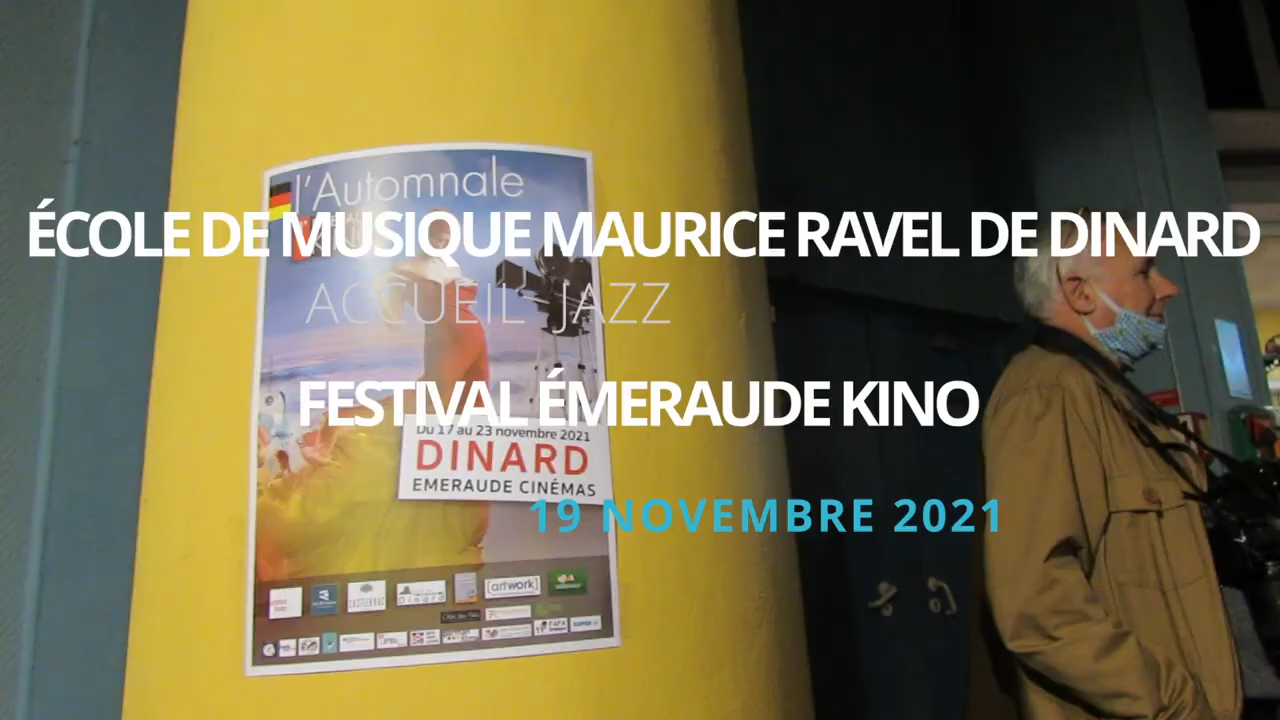 l'Automnale
ÉCOLE DE MUSIQUE MAURICE RAVEL DE DINARD
ACCUEIL - JAZZ
FESTIVAL ÉMERAUDE KINO
Du 17 au 23 novembre 2021
DINARD
EMERAUDE CINÉMAS
19 NOVEMBRE 2021
[artwork]